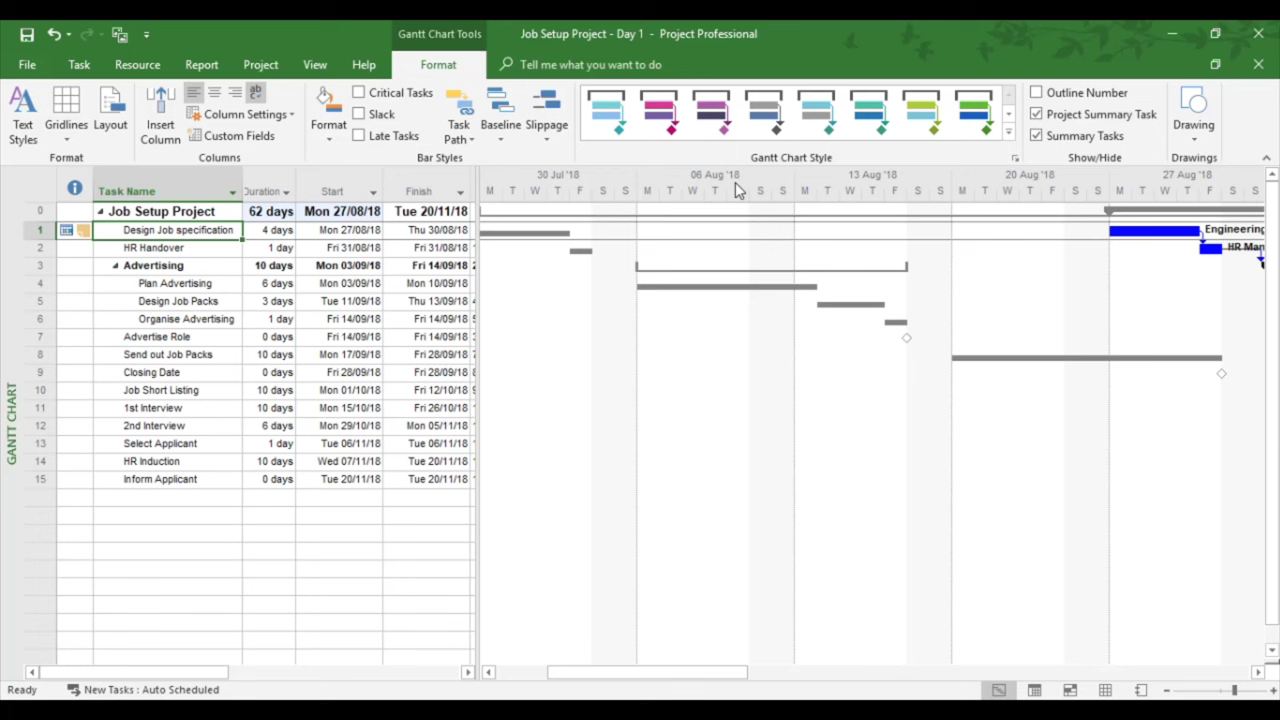 Gantt Chart Tools
Job Setup Project - Day 1 - Project Professional
File Task Resource Report Project View Help Format Tell me what you want to do
Text Styles
Gridlines
Layout
Format
Insert Column
ab
Column Settings
Custom Fields
Columns
Format
Critical Tasks
Slack
Late Tasks
Task Path
Baseline
Slippage
Bar Styles
Gantt Chart Style
Outline Number
Project Summary Task
Summary Tasks
Show/Hide
Drawing
Drawings
Task Name Duration Start Finish
0 Job Setup Project 62 days Mon 27/08/18 Tue 20/11/18
1 Design Job specification 4 days Mon 27/08/18 Thu 30/08/18
2 HR Handover 1 day Fri 31/08/18 Fri 31/08/18
3 Advertising 10 days Mon 03/09/18 Fri 14/09/18
4 Plan Advertising 6 days Mon 03/09/18 Mon 10/09/18
5 Design Job Packs 3 days Tue 11/09/18 Thu 13/09/18
6 Organise Advertising 1 day Fri 14/09/18 Fri 14/09/18
7 Advertise Role 0 days Fri 14/09/18 Fri 14/09/18
8 Send out Job Packs 10 days Mon 17/09/18 Fri 28/09/18
9 Closing Date 0 days Fri 28/09/18 Fri 28/09/18
10 Job Short Listing 10 days Mon 01/10/18 Fri 12/10/18
11 1st Interview 10 days Mon 15/10/18 Fri 26/10/18
12 2nd Interview 6 days Mon 29/10/18 Mon 05/11/18
13 Select Applicant 1 day Tue 06/11/18 Tue 06/11/18
14 HR Induction 10 days Wed 07/11/18 Tue 20/11/18
15 Inform Applicant 0 days Tue 20/11/18 Tue 20/11/18
30 Jul '18 06 Aug '18 13 Aug '18 20 Aug '18 27 Aug '18
M T W T F S S M T W T F S S M T W T F S S M T W T F S S M T W T F S S
Engineering
HR Man
GANTT CHART
Ready New Tasks : Auto Scheduled